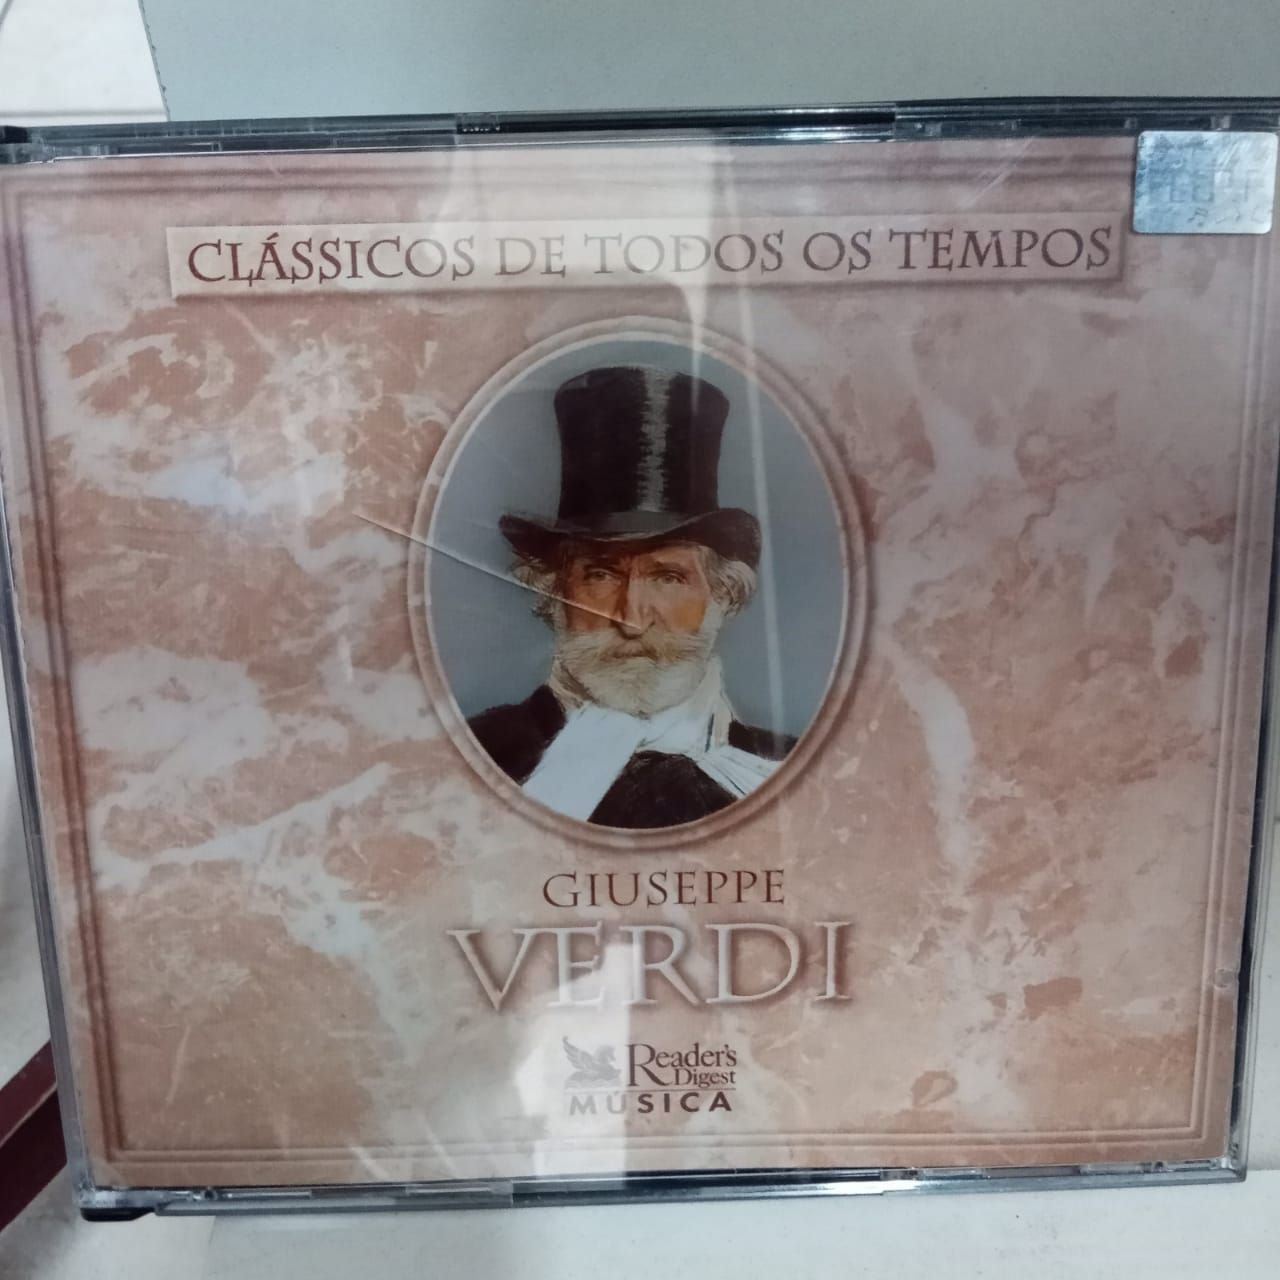 CLÁSSICOS DE TODOS OS TEMPOS
GIUSEPPE
VERDI
Reader's
Digest
MÚSICA